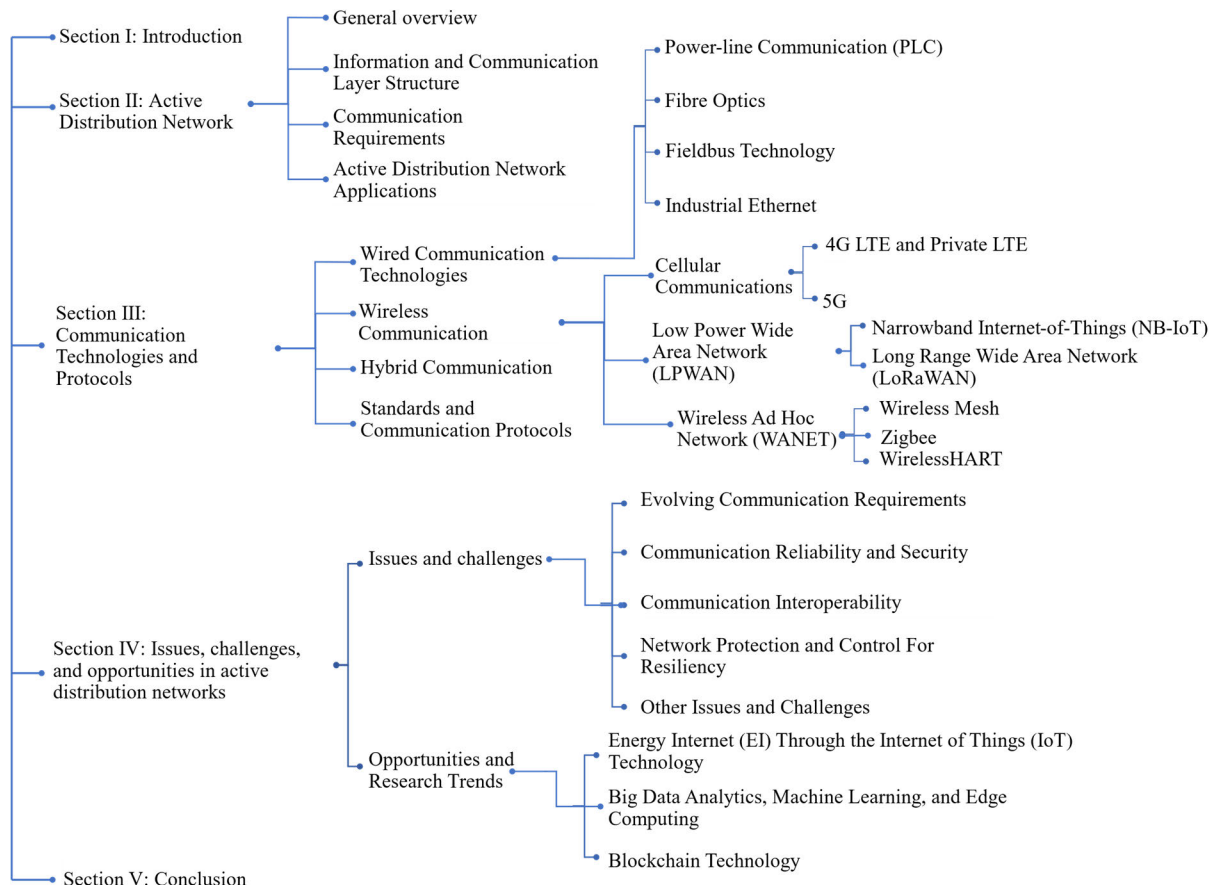 Section I: Introduction
Section II: Active
Distribution Network
General overview
Information and Communication
Layer Structure
Communication
Requirements
Active Distribution Network
Applications
Section III:
Communication
Technologies and
Protocols
Wired Communication
Technologies
Power-line Communication (PLC)
Fibre Optics
Fieldbus Technology
Industrial Ethernet
Wireless
Communication
Cellular
Communications
4G LTE and Private LTE
5G
Low Power Wide
Area Network
(LPWAN)
Narrowband Internet-of-Things (NB-IoT)
Long Range Wide Area Network
(LoRaWAN)
Wireless Ad Hoc
Network (WANET)
Wireless Mesh
Zigbee
WirelessHART
Hybrid Communication
Standards and
Communication Protocols
Section IV: Issues, challenges,
and opportunities in active
distribution networks
Issues and challenges
Evolving Communication Requirements
Communication Reliability and Security
Communication Interoperability
Network Protection and Control For
Resiliency
Other Issues and Challenges
Opportunities and
Research Trends
Energy Internet (EI) Through the Internet of Things (IoT)
Technology
Big Data Analytics, Machine Learning, and Edge
Computing
Blockchain Technology
Section V: Conclusion